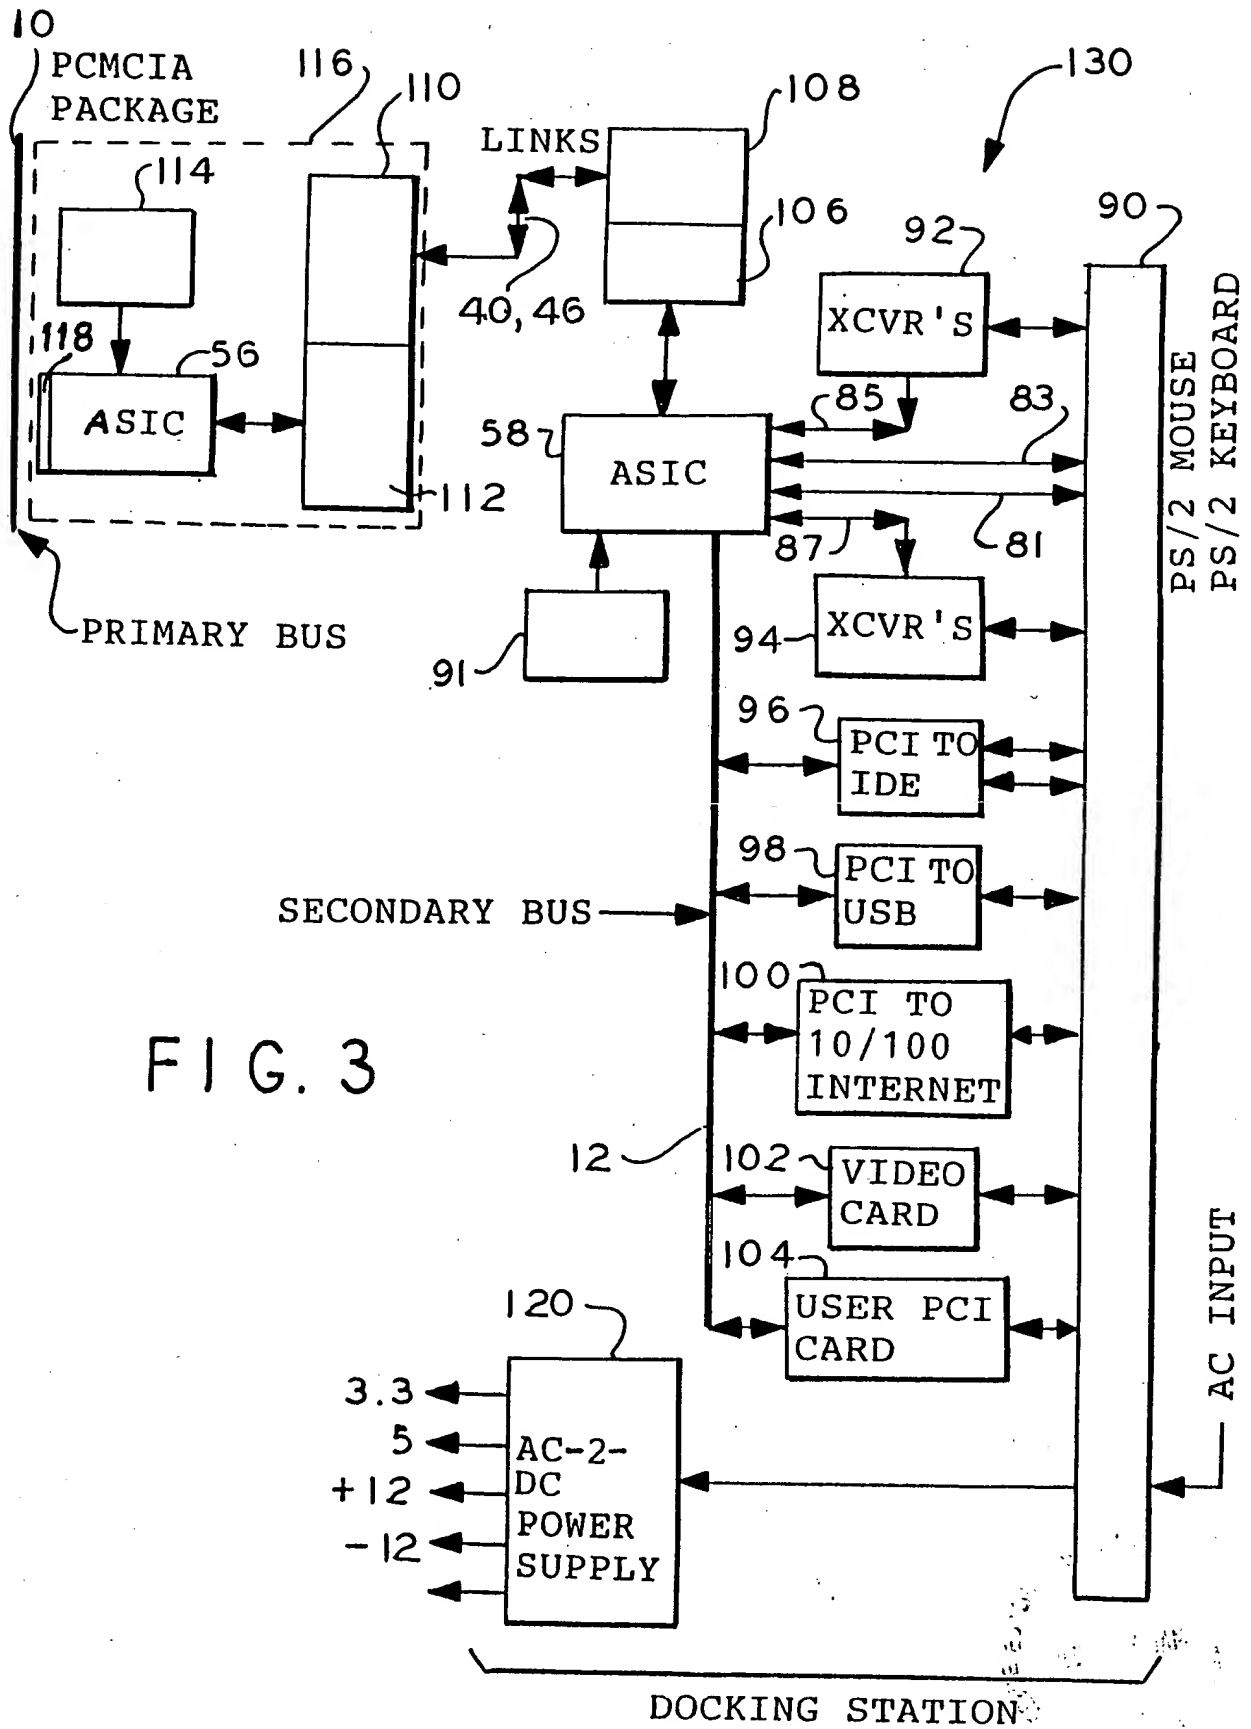 10
PCMCIA
PACKAGE
116
110
114
118
56
ASIC
112
PRIMARY BUS
LINKS
40, 46
108
106
130
92
90
XCVR'S
PS/2 MOUSE
PS/2 KEYBOARD
85
83
58
ASIC
87
81
91
94
XCVR'S
96
PCI TO
IDE
98
PCI TO
USB
SECONDARY BUS
100
PCI TO
10/100
INTERNET
FIG. 3
12
102
VIDEO
CARD
104
USER PCI
CARD
AC INPUT
120
3.3
5
+12
-12
AC-2-
DC
POWER
SUPPLY
DOCKING STATION